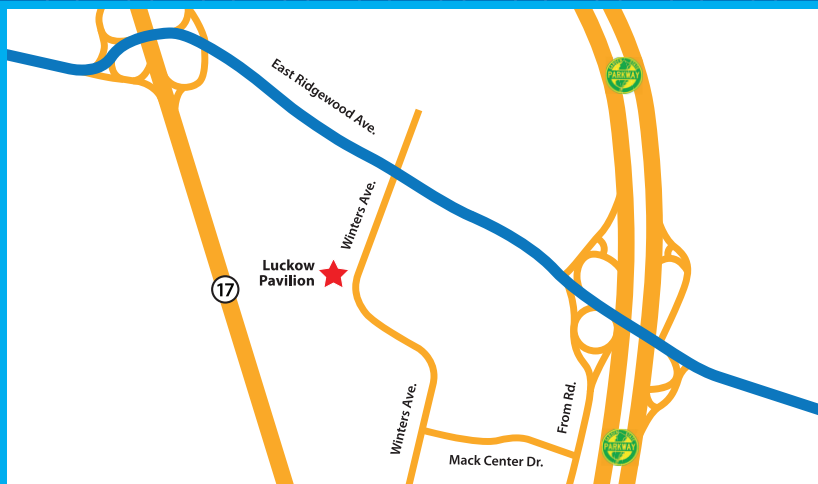 PARKWAY
East Ridgewood Ave.
Winters Ave.
Luckow
Pavilion
17
Winters Ave.
From Rd.
Mack Center Dr.
PARKWAY